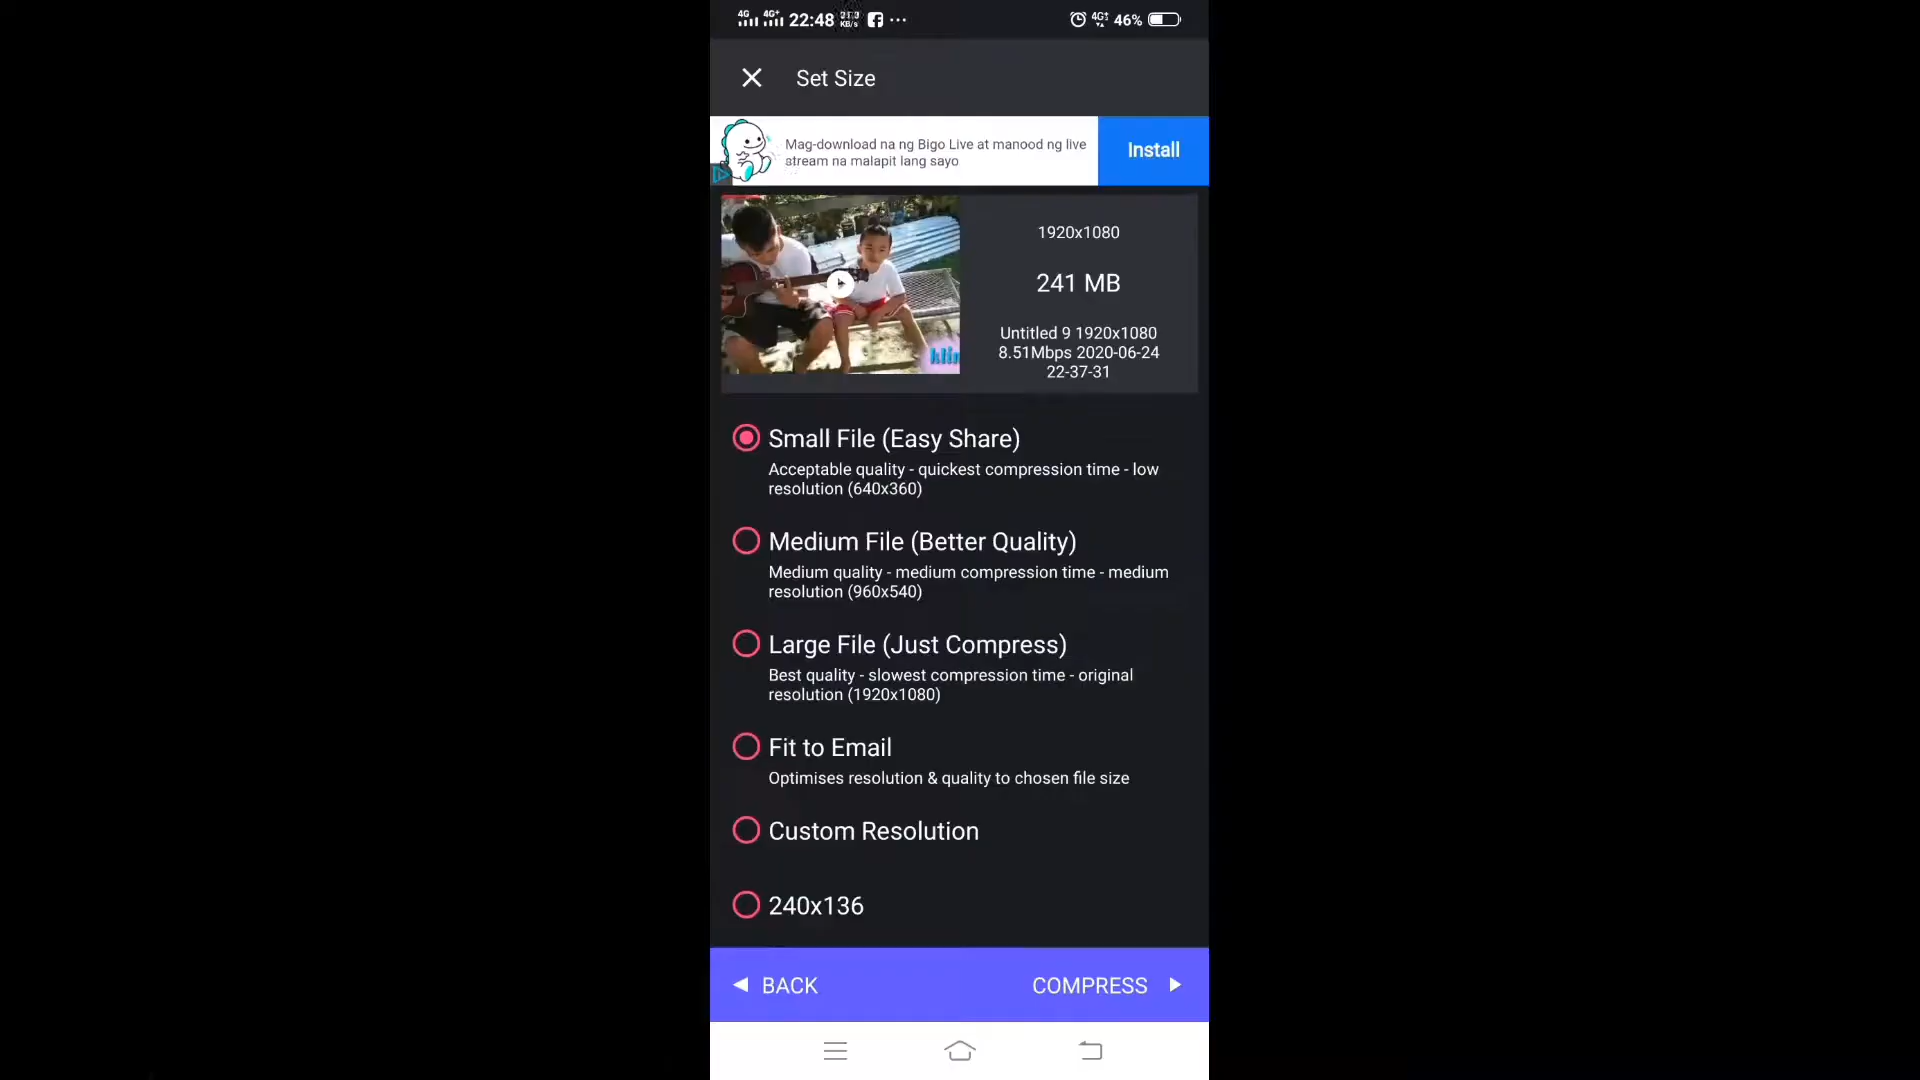 4G 4G+ 22:48 KB/s 4G 46%
Set Size
Mag-download na ng Bigo Live at manood ng live
stream na malapit lang sayo
Install
1920x1080
241 MB
Untitled 9 1920x1080
8.51Mbps 2020-06-24
22-37-31
Small File (Easy Share)
Acceptable quality - quickest compression time - low
resolution (640x360)
Medium File (Better Quality)
Medium quality - medium compression time - medium
resolution (960x540)
Large File (Just Compress)
Best quality - slowest compression time - original
resolution (1920x1080)
Fit to Email
Optimises resolution & quality to chosen file size
Custom Resolution
240x136
BACK
COMPRESS